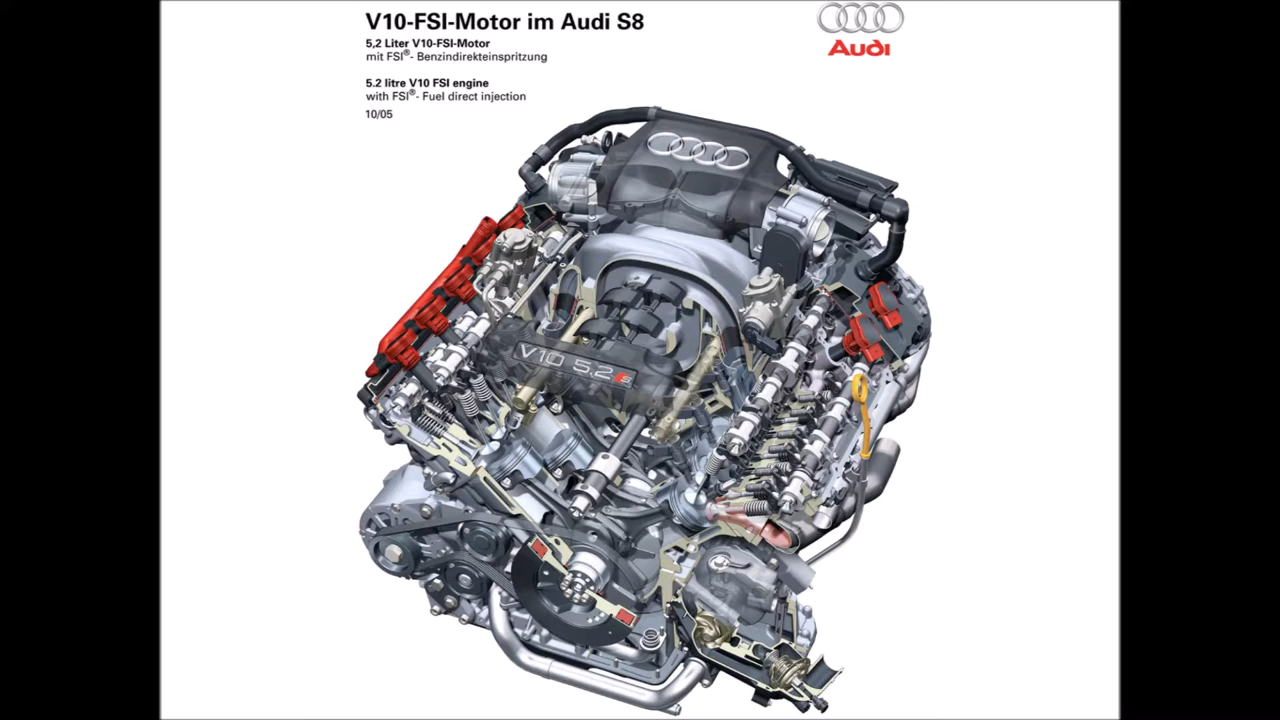 V10-FSI-Motor im Audi S8
5,2 Liter V10-FSI-Motor
mit FSI®- Benzindirekteinspritzung
5.2 litre V10 FSI engine
with FSI®- Fuel direct injection
10/05
Audi
V10 5.2 S